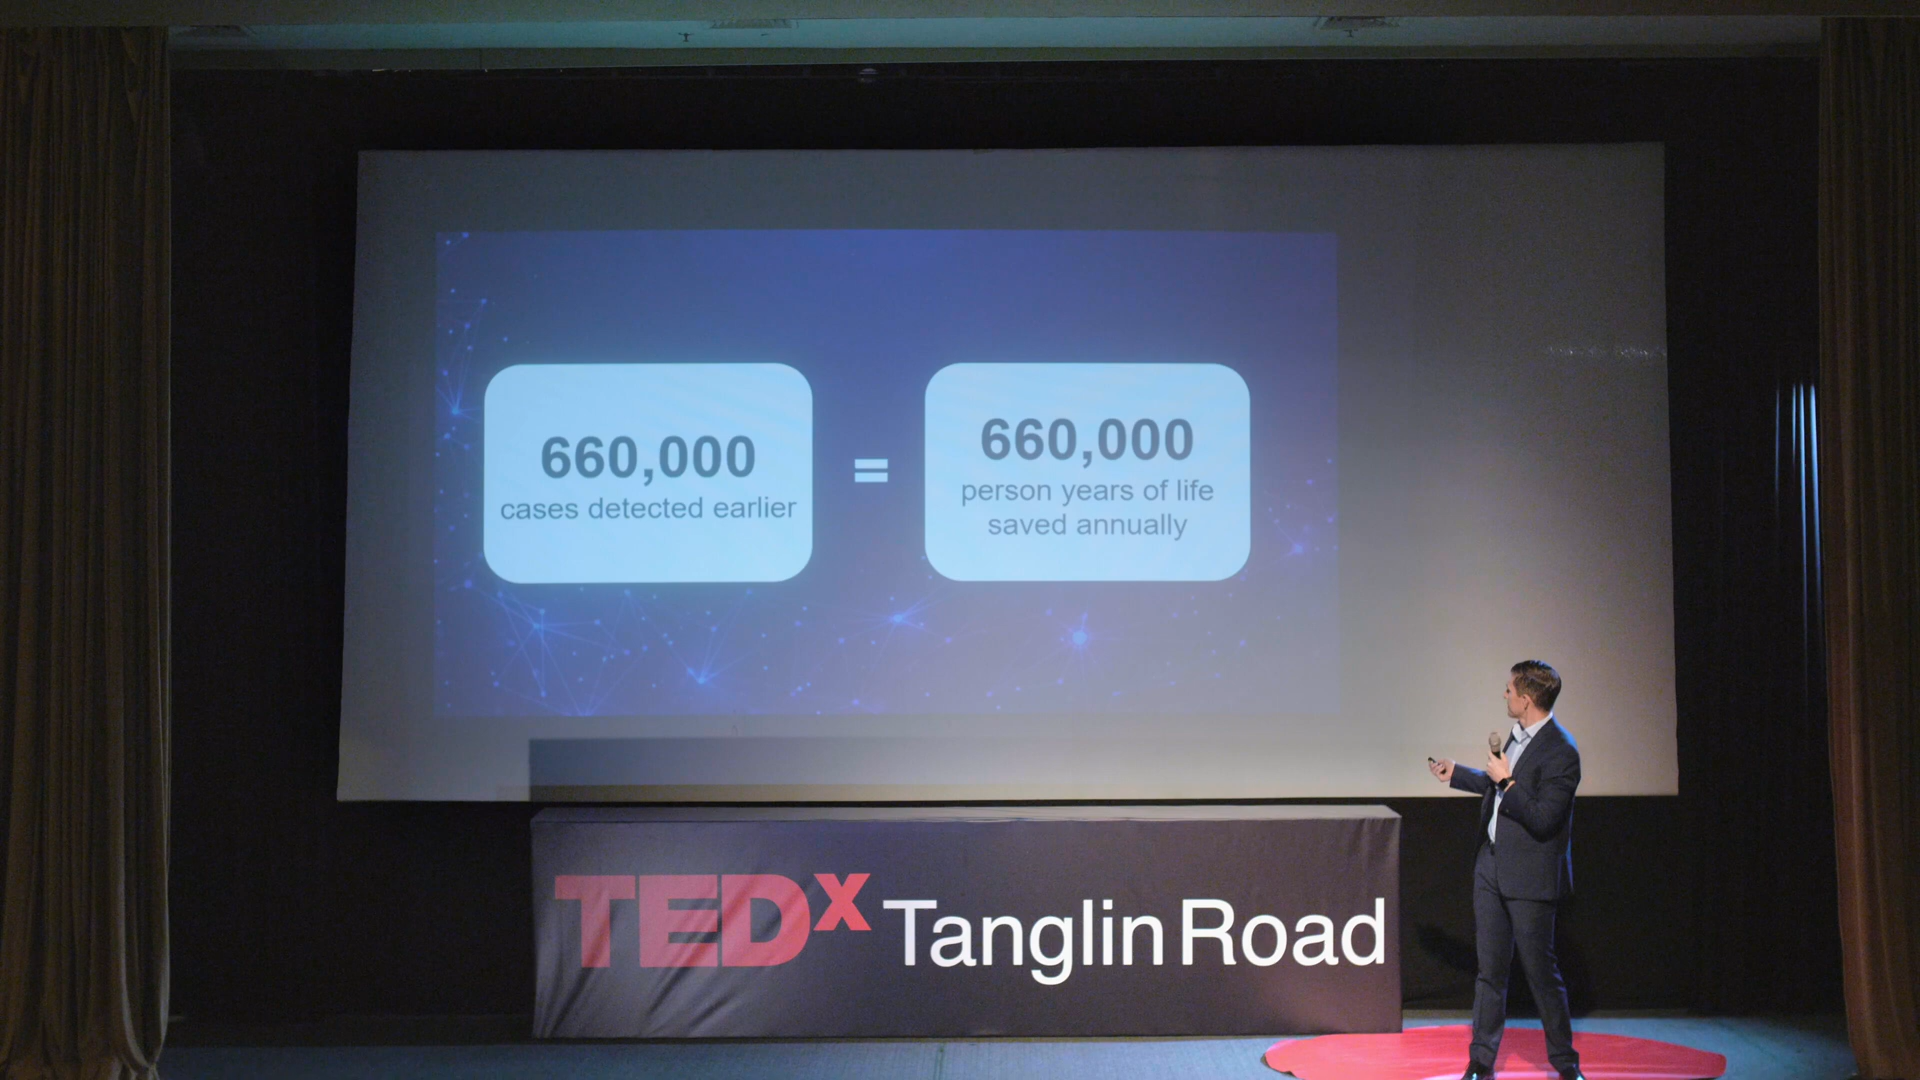 660,000
cases detected earlier
=
660,000
person years of life
saved annually
TEDx Tanglin Road